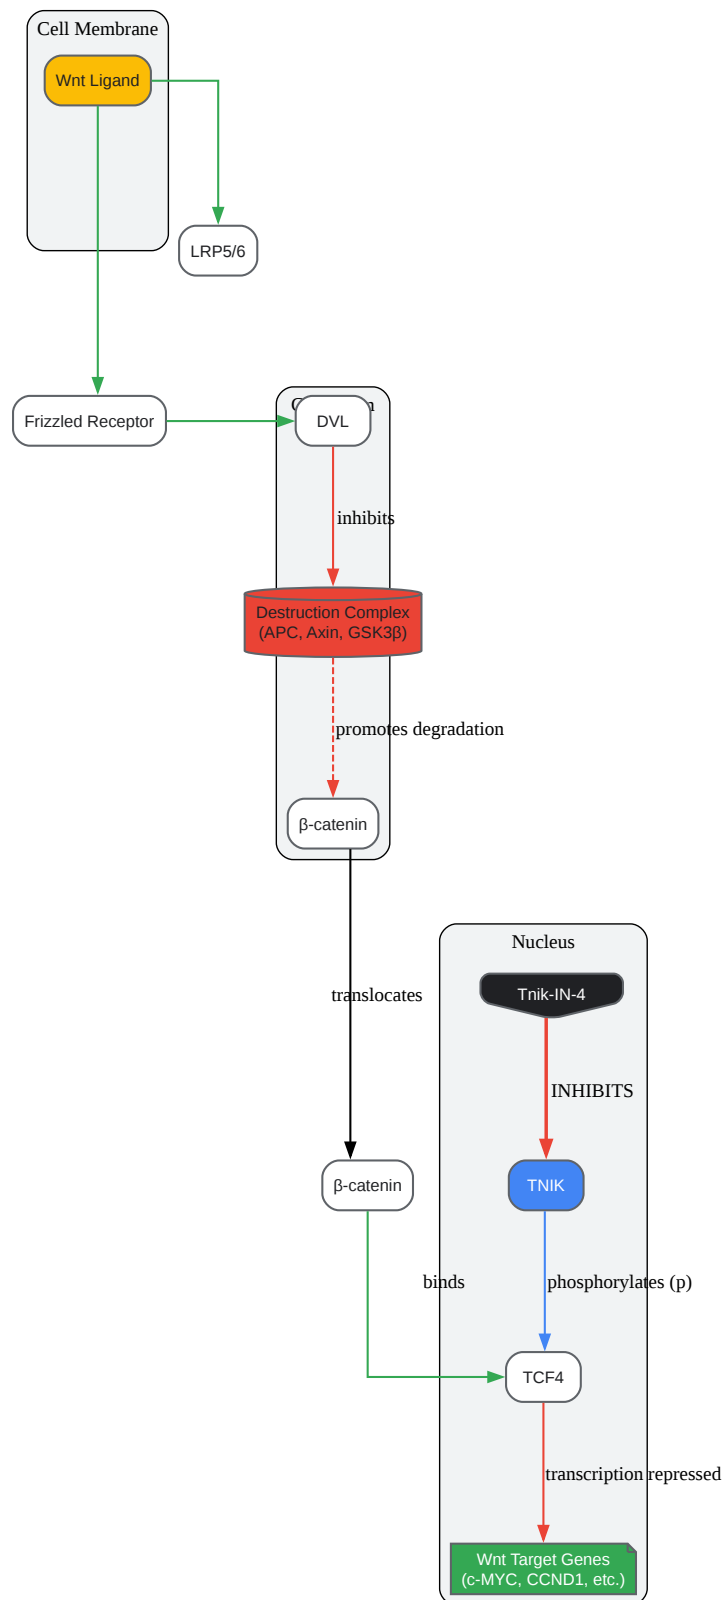 Cell Membrane
Wnt Ligand
LRP5/6
Frizzled Receptor
DVL
inhibits
Destruction Complex
(APC, Axin, GSK3β)
promotes degradation
β-catenin
Nucleus
Tnik-IN-4
translocates
INHIBITS
β-catenin
TNIK
binds
phosphorylates (p)
TCF4
transcription repressed
Wnt Target Genes
(c-MYC, CCND1, etc.)